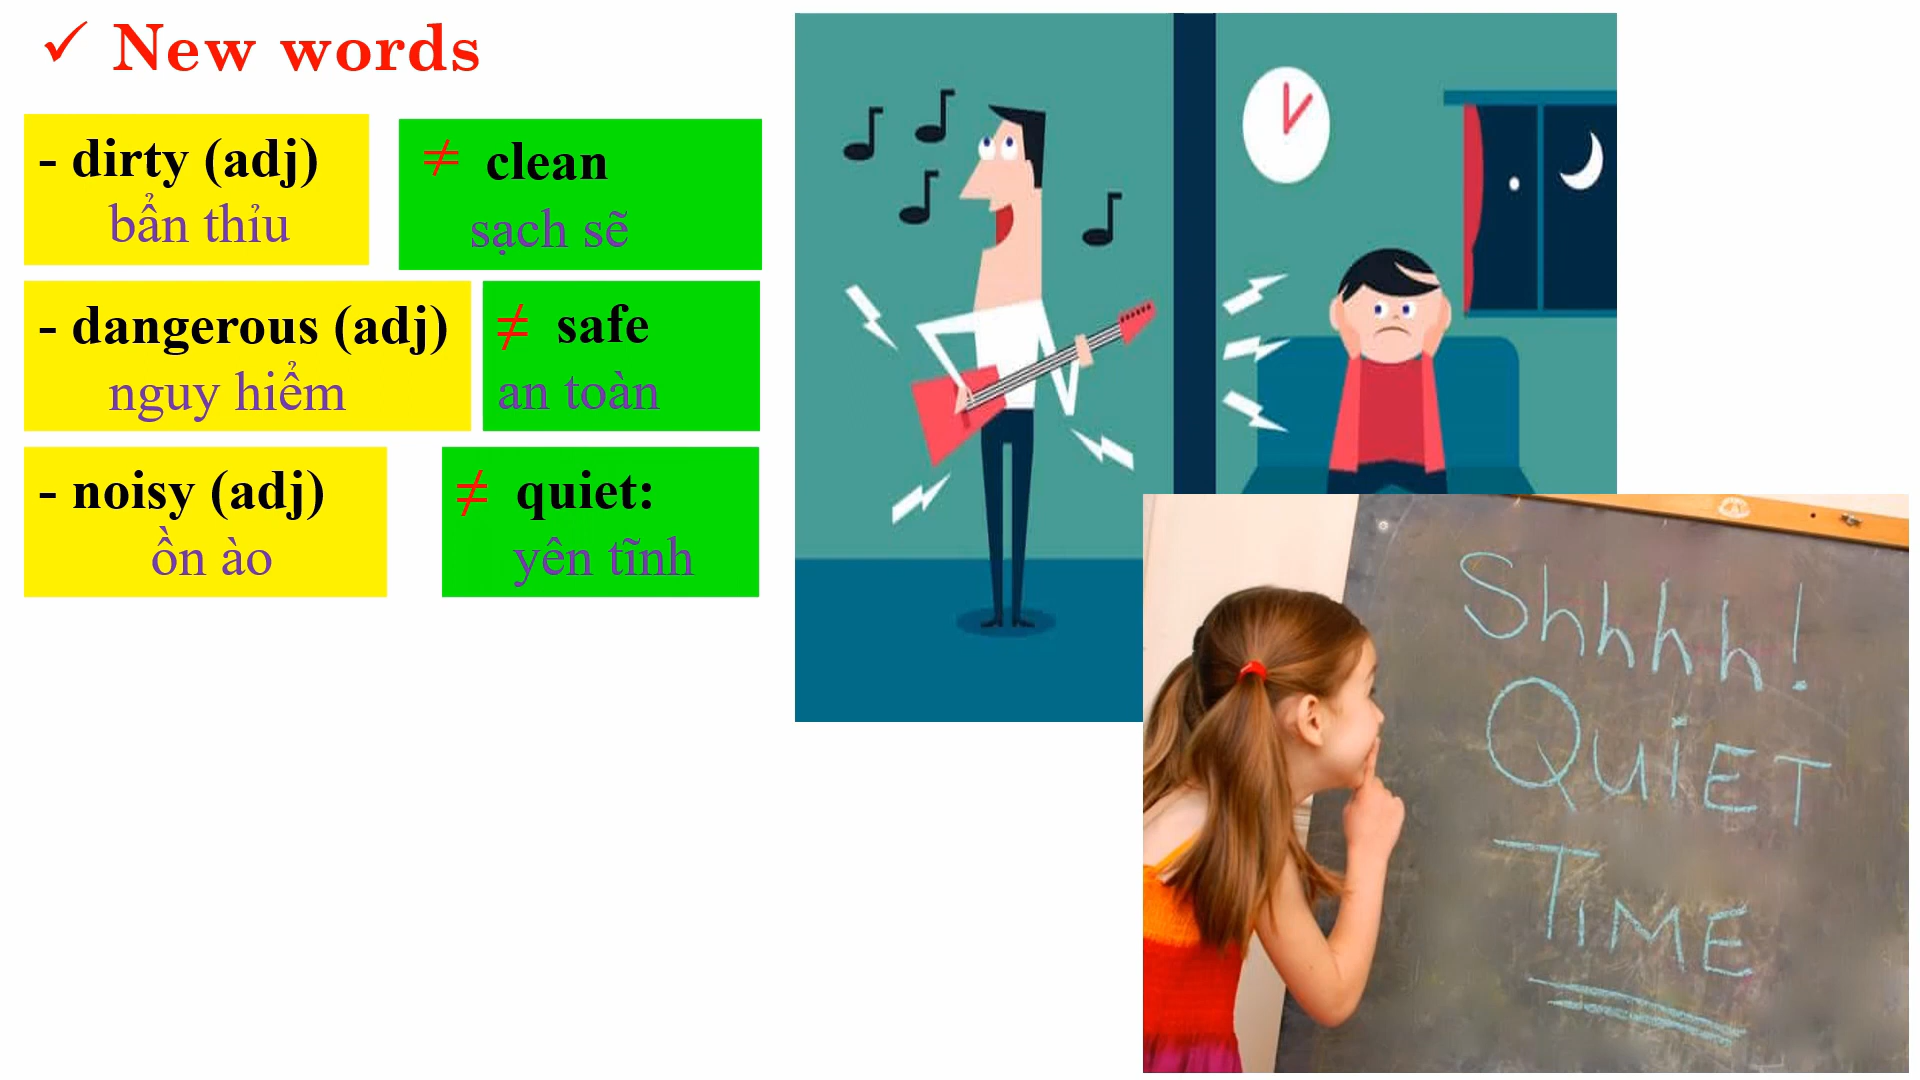 ✓ New words
- dirty (adj)
bẩn thỉu
≠ clean
sạch sẽ
- dangerous (adj)
nguy hiểm
≠ safe
an toàn
- noisy (adj)
ồn ào
≠ quiet:
yên tĩnh
Shhhh!
QUiET
TIME